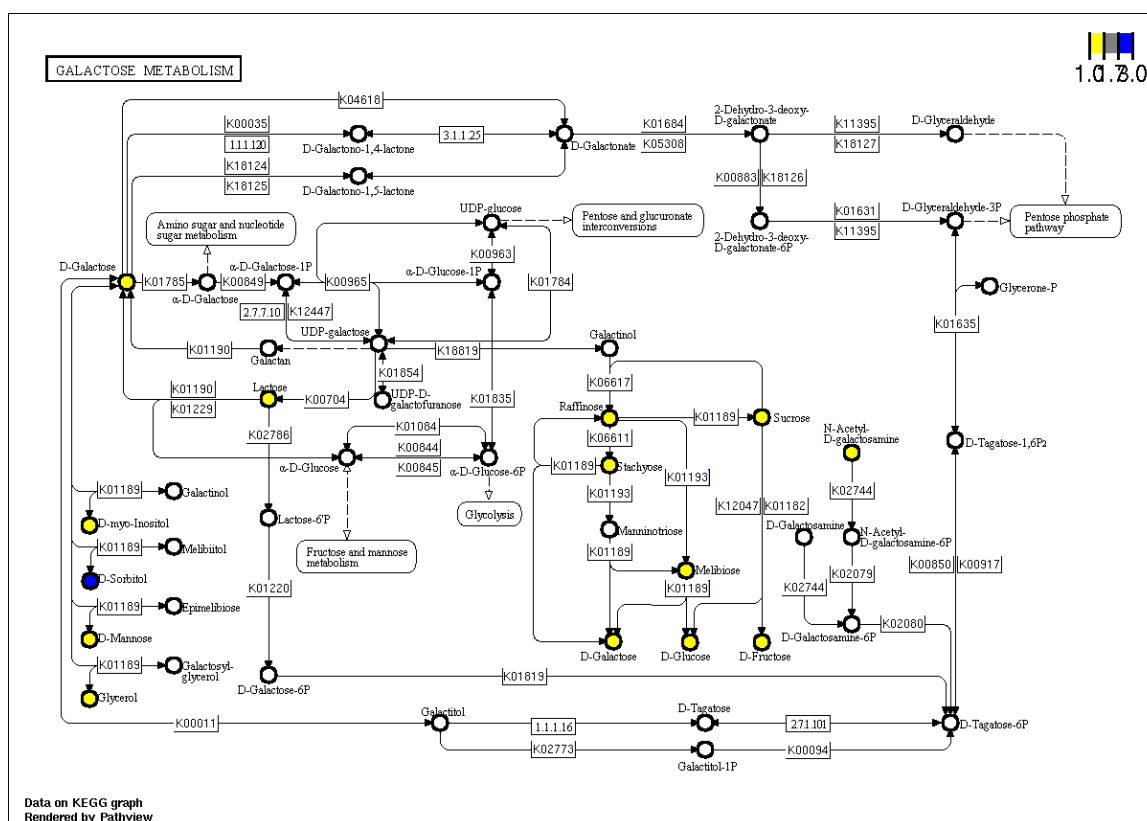 GALACTOSE METABOLISM
1.0 1.7 3.0
K04618
K00035
1.1.1.120
D-Galactono-1,4-lactone
3.1.1.25
D-Galactonate
K01684
K05308
2-Dehydro-3-deoxy-
D-galactonate
K11395
K18127
D-Glyceraldehyde
K18124
K18125
D-Galactono-1,5-lactone
K00883
K18126
Amino sugar and nucleotide
sugar metabolism
UDP-glucose
Pentose and glucuronate
interconversions
2-Dehydro-3-deoxy-
D-galactonate-6P
K01631
K11395
D-Glyceraldehyde-3P
Pentose phosphate
pathway
K00963
D-Galactose
K01785
α-D-Galactose
K00849
α-D-Galactose-1P
K00965
α-D-Glucose-1P
K01784
Glycerone-P
2.7.7.10
K12447
K01635
UDP-galactose
K01190
Galactan
K18819
Galactinol
K01854
K01190
K01229
Lactose
K00704
UDP-D-
galactofuranose
K01835
K06617
Raffinose
K01189
Sucrose
N-Acetyl-
D-galactosamine
K02786
K01084
K00844
K00845
α-D-Glucose
α-D-Glucose-6P
K06611
K01189
Stachyose
K01193
K01193
D-Tagatose-1,6P2
K02744
K01189
Galactinol
D-myo-Inositol
Lactose-6'P
Glycolysis
Manninotriose
K12047
K01182
D-Galactosamine
N-Acetyl-
D-galactosamine-6P
K01189
Melibiitol
D-Sorbitol
Fructose and mannose
metabolism
K01189
Melibiose
K01189
K02744
K02079
K00850
K00917
K01220
K01189
Epimelibiose
D-Mannose
D-Galactose
D-Glucose
D-Fructose
D-Galactosamine-6P
K02080
K01189
Galactosyl-
glycerol
Glycerol
D-Galactose-6P
K01819
K00011
Galactitol
1.1.1.16
D-Tagatose
2.7.1.101
D-Tagatose-6P
K02773
Galactitol-1P
K00094
Data on KEGG graph
Rendered by Pathview